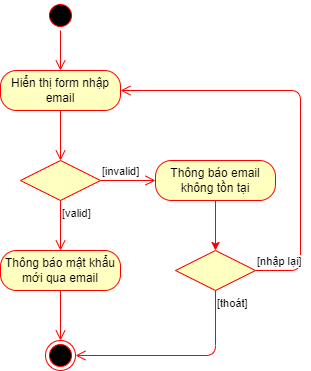 Hiển thị form nhập
email
[invalid]
Thông báo email
không tồn tại
[valid]
Thông báo mật khẩu
mới qua email
[nhập lại]
[thoát]